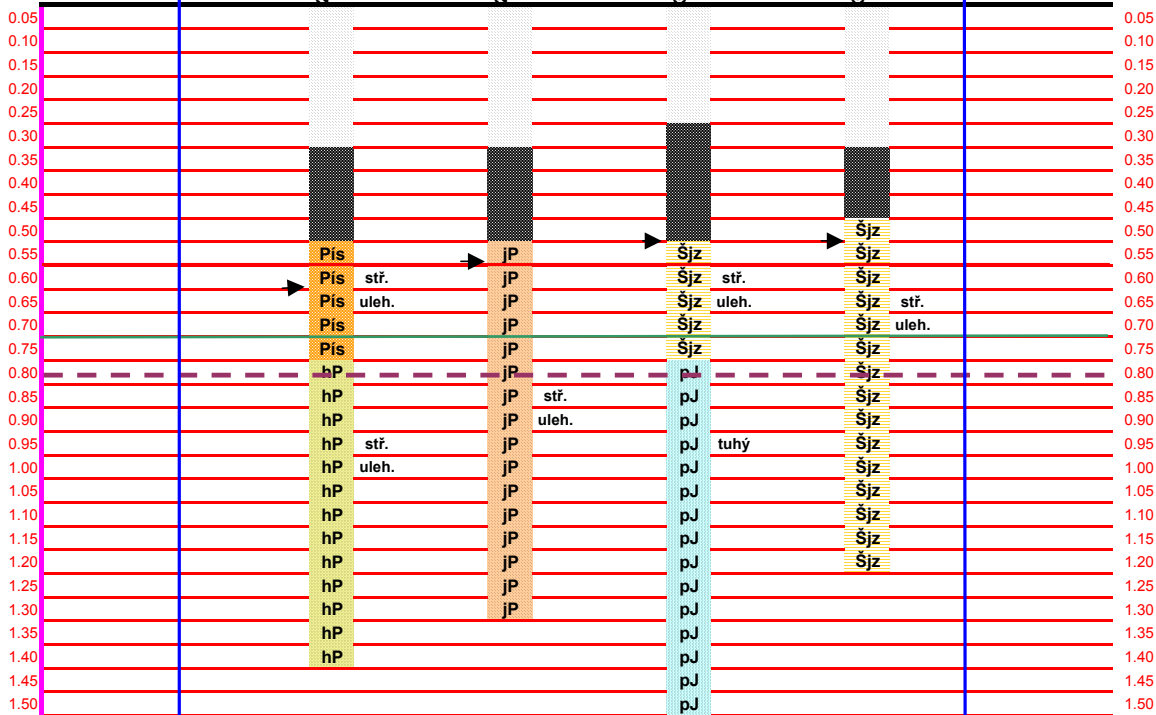 0.05 0.05
0.10 0.10
0.15 0.15
0.20 0.20
0.25 0.25
0.30 0.30
0.35 0.35
0.40 0.40
0.45 0.45
0.50 Šjz 0.50
0.55 Pís jP Šjz Šjz 0.55
0.60 Pís stř. jP Šjz stř. Šjz 0.60
0.65 Pís uleh. jP Šjz uleh. Šjz stř. 0.65
0.70 Pís jP Šjz Šjz uleh. 0.70
0.75 Pís jP Šjz Šjz 0.75
0.80 hP jP pJ Šjz 0.80
0.85 hP jP stř. pJ Šjz 0.85
0.90 hP jP uleh. pJ Šjz 0.90
0.95 hP stř. jP pJ tuhý Šjz 0.95
1.00 hP uleh. jP pJ Šjz 1.00
1.05 hP jP pJ Šjz 1.05
1.10 hP jP pJ Šjz 1.10
1.15 hP jP pJ Šjz 1.15
1.20 hP jP pJ Šjz 1.20
1.25 hP jP pJ 1.25
1.30 hP jP pJ 1.30
1.35 hP pJ 1.35
1.40 hP pJ 1.40
1.45 pJ 1.45
1.50 pJ 1.50